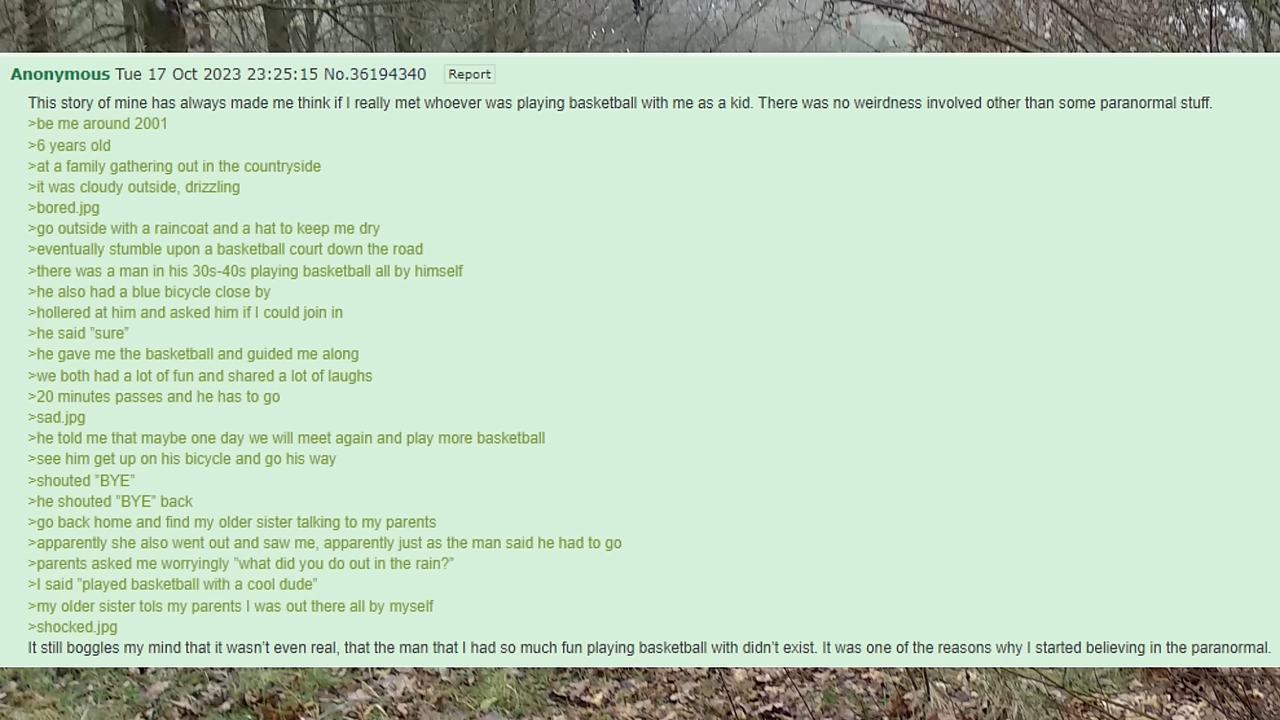 Anonymous Tue 17 Oct 2023 23:25:15 No.36194340 Report
This story of mine has always made me think if I really met whoever was playing basketball with me as a kid. There was no weirdness involved other than some paranormal stuff.
>be me around 2001
>6 years old
>at a family gathering out in the countryside
>it was cloudy outside, drizzling
>bored.jpg
>go outside with a raincoat and a hat to keep me dry
>eventually stumble upon a basketball court down the road
>there was a man in his 30s-40s playing basketball all by himself
>he also had a blue bicycle close by
>hollered at him and asked him if I could join in
>he said "sure"
>he gave me the basketball and guided me along
>we both had a lot of fun and shared a lot of laughs
>20 minutes passes and he has to go
>sad.jpg
>he told me that maybe one day we will meet again and play more basketball
>see him get up on his bicycle and go his way
>shouted "BYE"
>he shouted "BYE" back
>go back home and find my older sister talking to my parents
>apparently she also went out and saw me, apparently just as the man said he had to go
>parents asked me worryingly "what did you do out in the rain?"
>I said "played basketball with a cool dude"
>my older sister tols my parents I was out there all by myself
>shocked.jpg
It still boggles my mind that it wasn't even real, that the man that I had so much fun playing basketball with didn't exist. It was one of the reasons why I started believing in the paranormal.